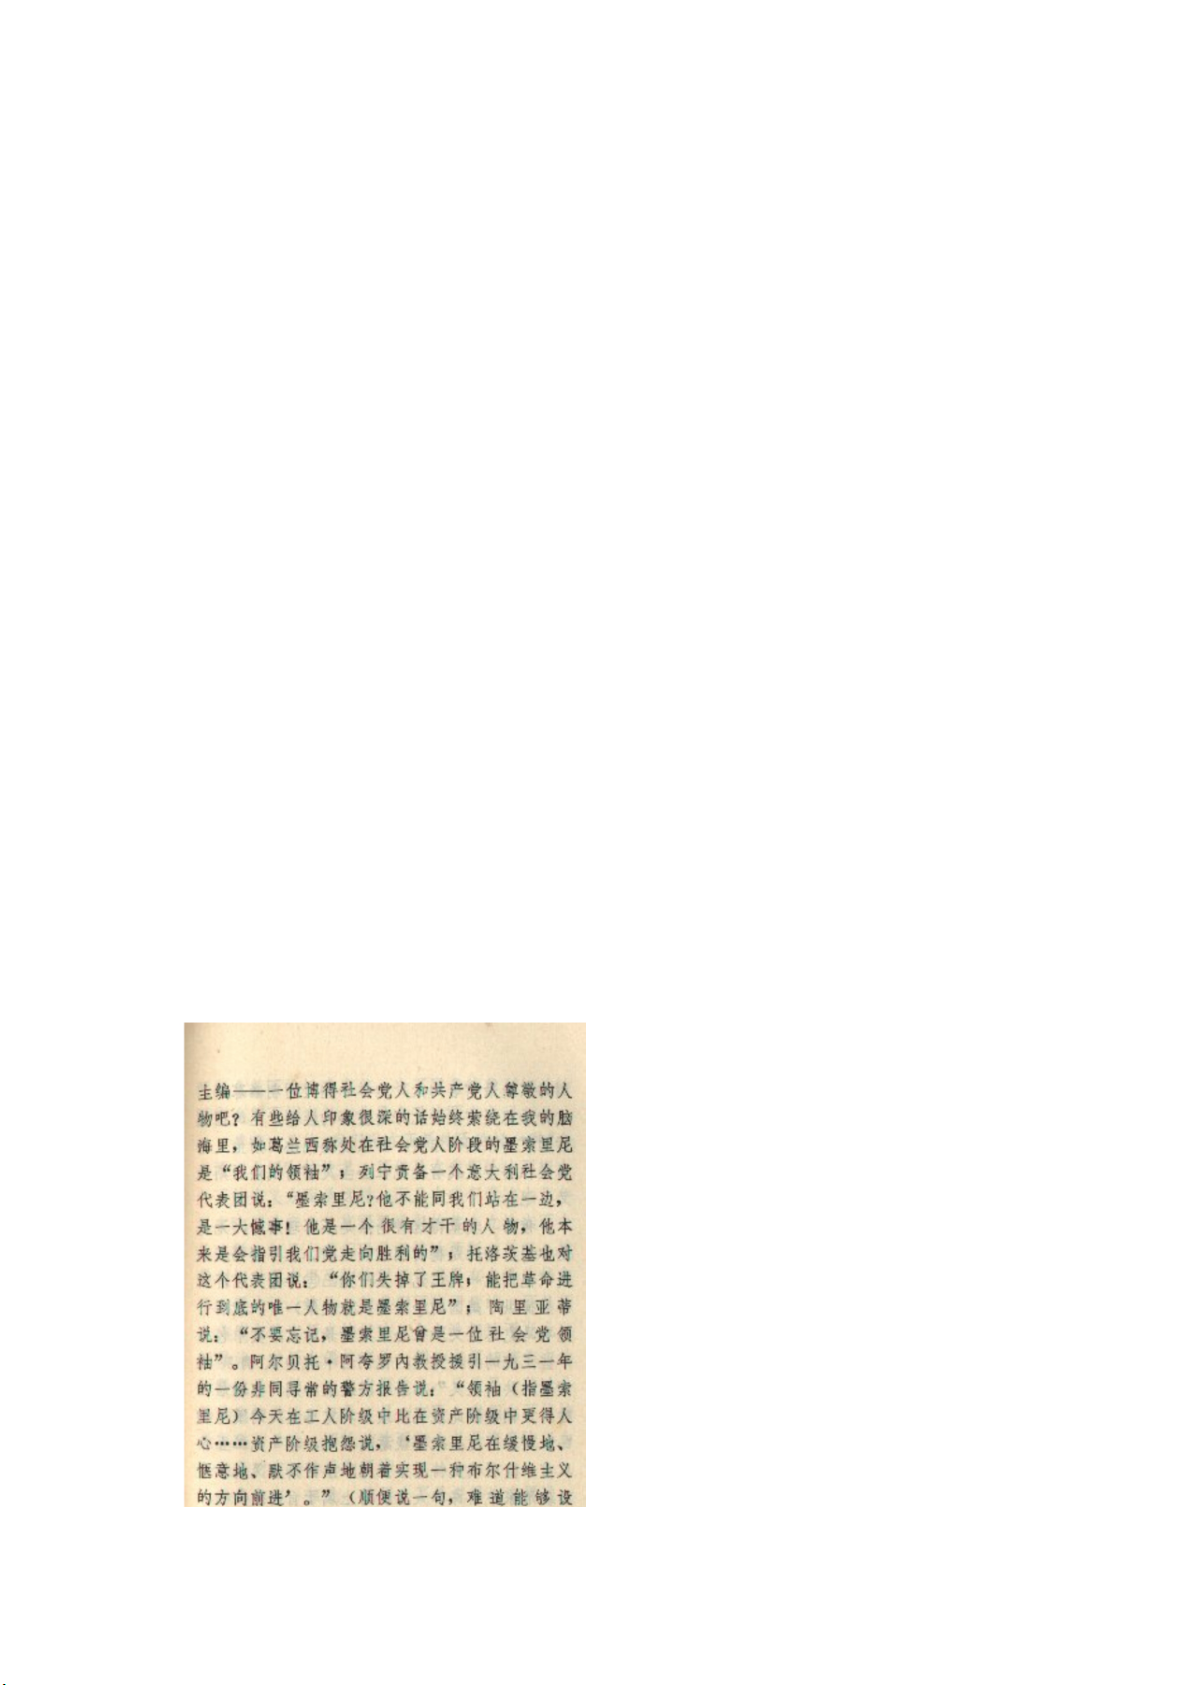 主编——一位博得社会党人和共产党人尊敬的人
物吧？有些给人印象很深的话始终萦绕在我的脑
海里，如葛兰西称处在社会党人阶段的墨索里尼
是“我们的领袖”；列宁责备一个意大利社会党
代表团说：“墨索里尼？他不能同我们站在一边，
是一大憾事！他是一个很有才干的人物，他本
来是会指引我们党走向胜利的”；托洛茨基也对
这个代表团说：“你们失掉了王牌；能把革命进
行到底的唯一人物就是墨索里尼”；陶里亚蒂
说：“不要忘记，墨索里尼曾是一位社会党领
袖”。阿尔贝托·阿夸罗内教授援引一九三一年
的一份非同寻常的警方报告说：“领袖（指墨索
里尼）今天在工人阶级中比在资产阶级中更得人
心……资产阶级抱怨说，‘墨索里尼在缓慢地、
惬意地、默不作声地朝着实现一种布尔什维主义
的方向前进’。”（顺便说一句，难道能够设